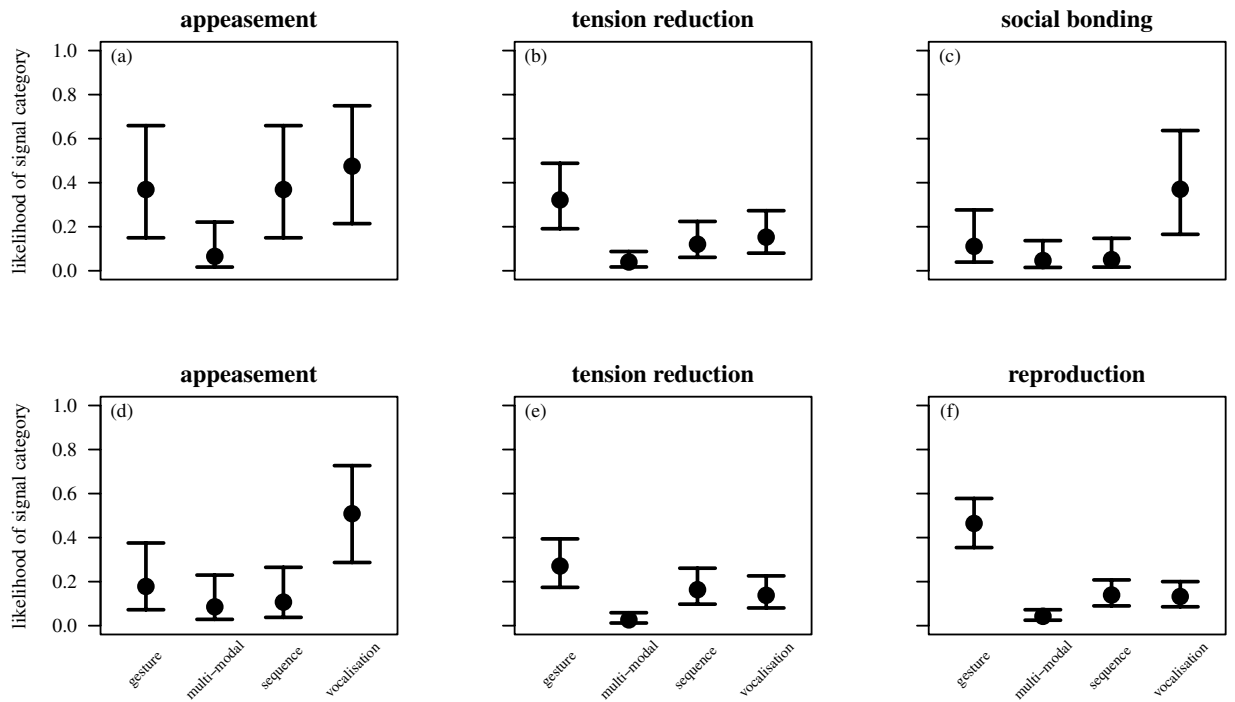 appeasement
tension reduction
social bonding
(a)
(b)
(c)
likelihood of signal category
1.0
0.8
0.6
0.4
0.2
0.0
appeasement
tension reduction
reproduction
(d)
(e)
(f)
likelihood of signal category
1.0
0.8
0.6
0.4
0.2
0.0
gesture
multi−modal
sequence
vocalisation
gesture
multi−modal
sequence
vocalisation
gesture
multi−modal
sequence
vocalisation